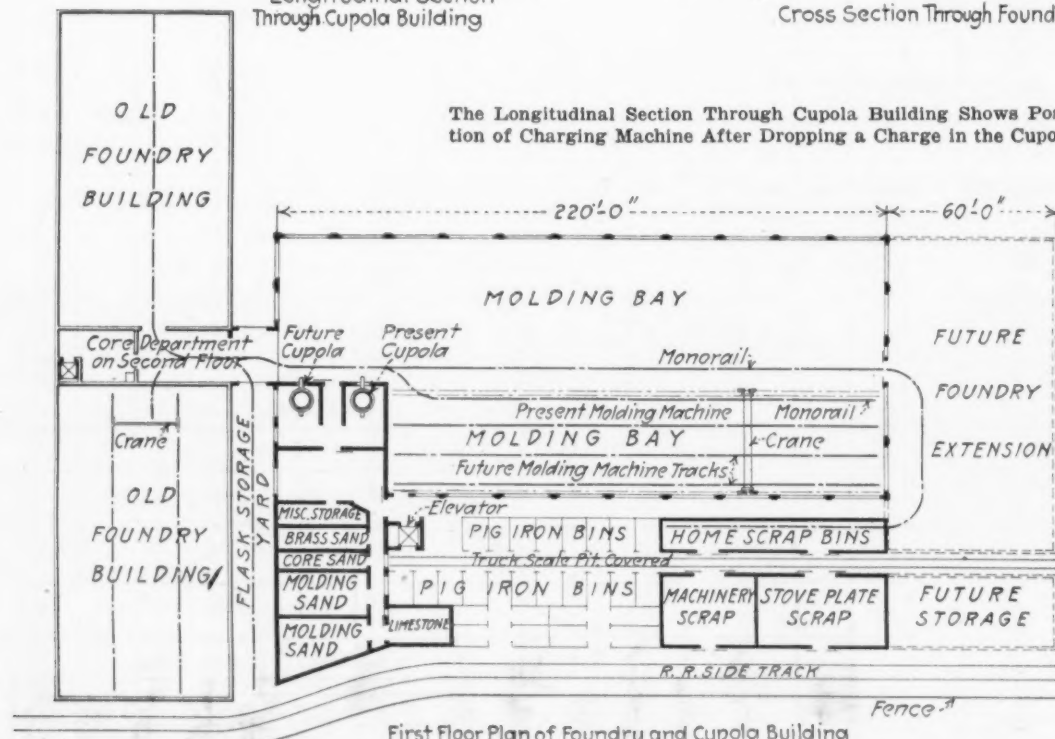 Longitudinal Section
Through Cupola Building
Cross Section Through Found
The Longitudinal Section Through Cupola Building Shows Posi
tion of Charging Machine After Dropping a Charge in the Cupo
OLD
FOUNDRY
BUILDING
220'-0"
60'-0"
MOLDING BAY
Core Department
on Second Floor
Future
Cupola
Present
Cupola
Monorail
FUTURE
FOUNDRY
EXTENSION
Crane
Present Molding Machine
Monorail
MOLDING BAY
Crane
Future Molding Machine Tracks
OLD
FOUNDRY
BUILDING
FLASK STORAGE
YARD
MISC. STORAGE
BRASS SAND
CORE SAND
MOLDING
SAND
MOLDING
SAND
Elevator
PIG IRON BINS
HOME SCRAP BINS
Truck Scale Pit. Covered
PIG IRON BINS
LIMESTONE
MACHINERY
SCRAP
STOVE PLATE
SCRAP
FUTURE
STORAGE
R.R. SIDE TRACK
Fence
First Floor Plan of Foundry and Cupola Building